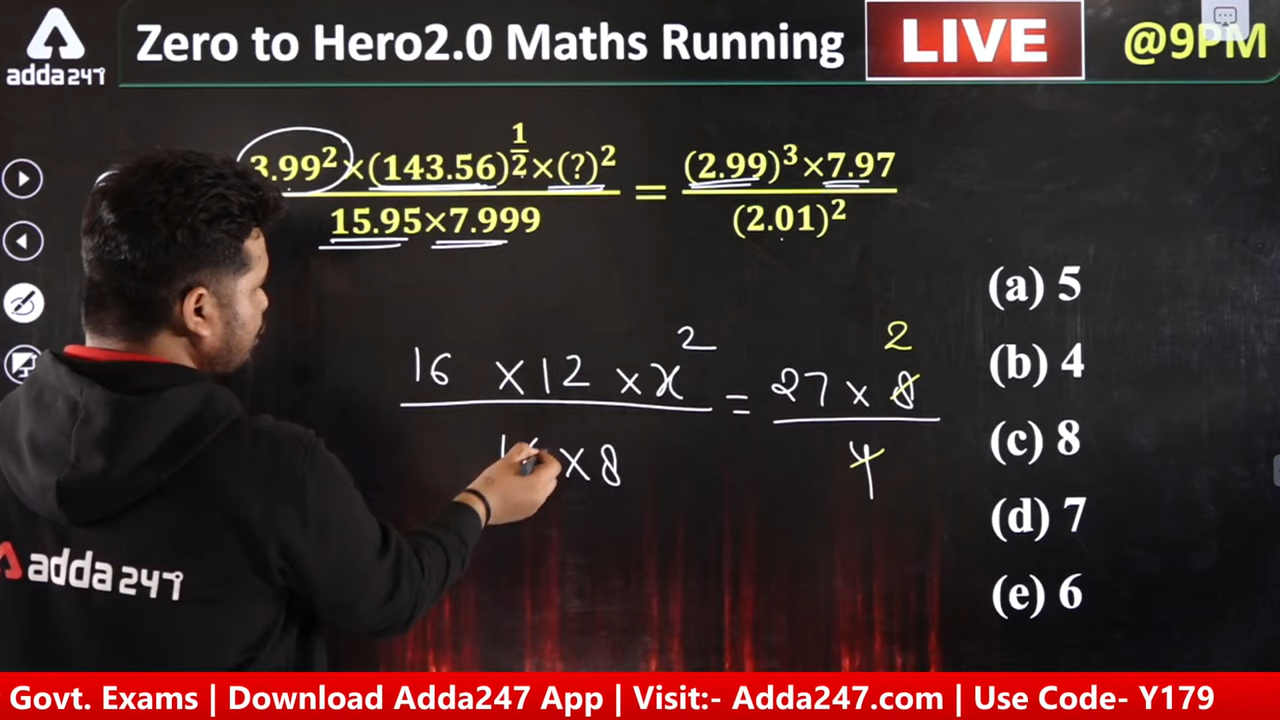 adda247
Zero to Hero2.0 Maths Running LIVE @9PM
3.99² × (143.56)^{1/2} × (?)² / 15.95×7.999 = (2.99)³ × 7.97 / (2.01)²
(a) 5
2
16 × 12 × x² / × 8 = 27 × 8 / 4
(b) 4
(c) 8
(d) 7
(e) 6
adda247
Govt. Exams | Download Adda247 App | Visit:- Adda247.com | Use Code- Y179